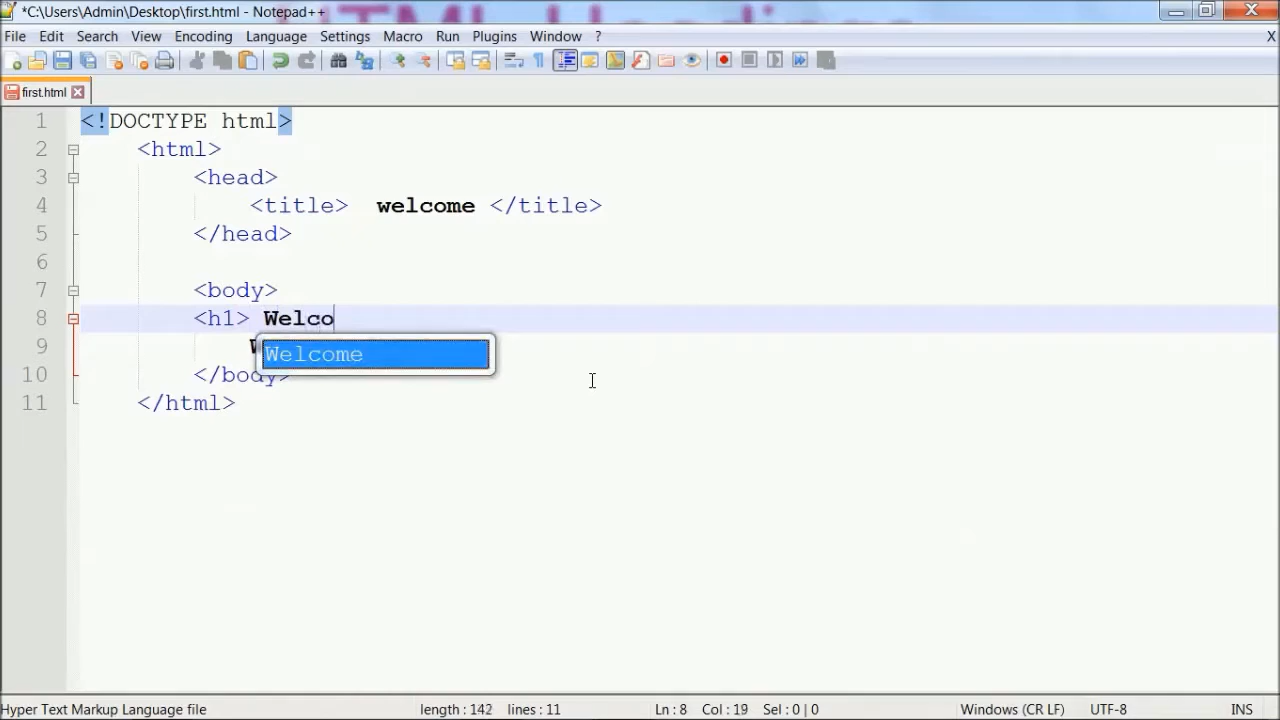 *C:\Users\Admin\Desktop\first.html - Notepad++
File Edit Search View Encoding Language Settings Macro Run Plugins Window ? X
first.html
1 <!DOCTYPE html>
2 <html>
3 <head>
4 <title> welcome </title>
5 </head>
6
7 <body>
8 <h1> Welco
9
Welcome
10 </body>
11 </html>
Hyper Text Markup Language file length : 142 lines : 11 Ln : 8 Col : 19 Sel : 0 | 0 Windows (CR LF) UTF-8 INS